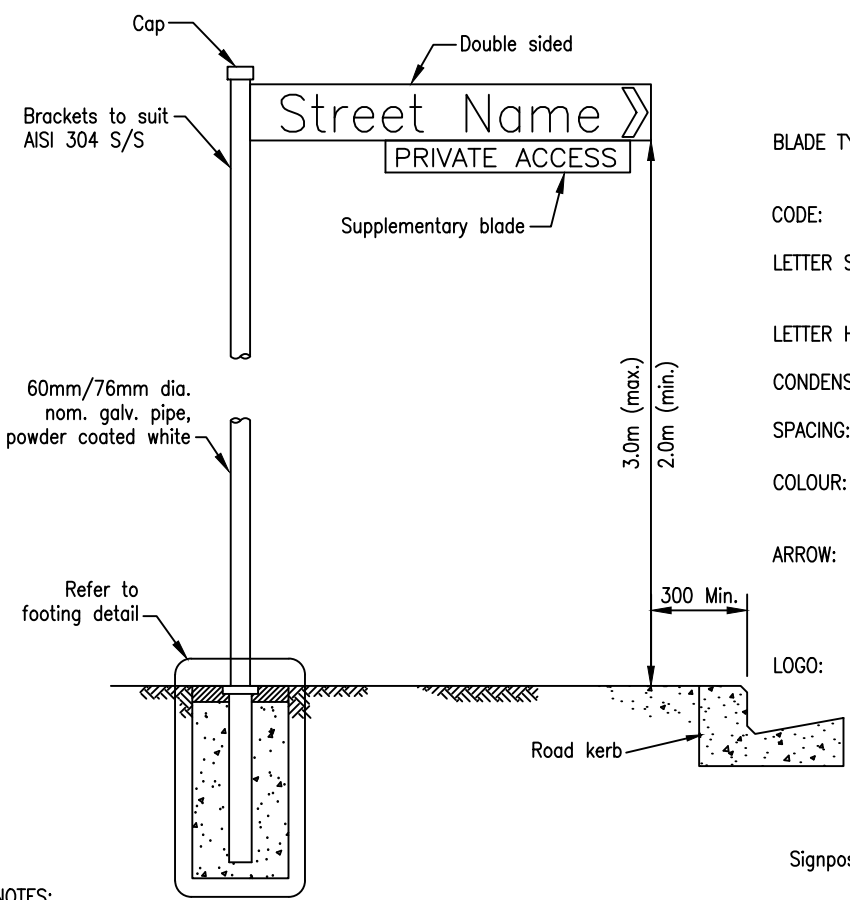 Cap
Double sided
Street Name
Brackets to suit
AISI 304 S/S
PRIVATE ACCESS
Supplementary blade
60mm/76mm dia.
nom. galv. pipe,
powder coated white
3.0m (max.)
2.0m (min.)
Refer to
footing detail
300 Min.
Road kerb
BLADE TY
CODE:
LETTER S
LETTER H
CONDENS
SPACING:
COLOUR:
ARROW:
LOGO:
Signpos
NOTES: